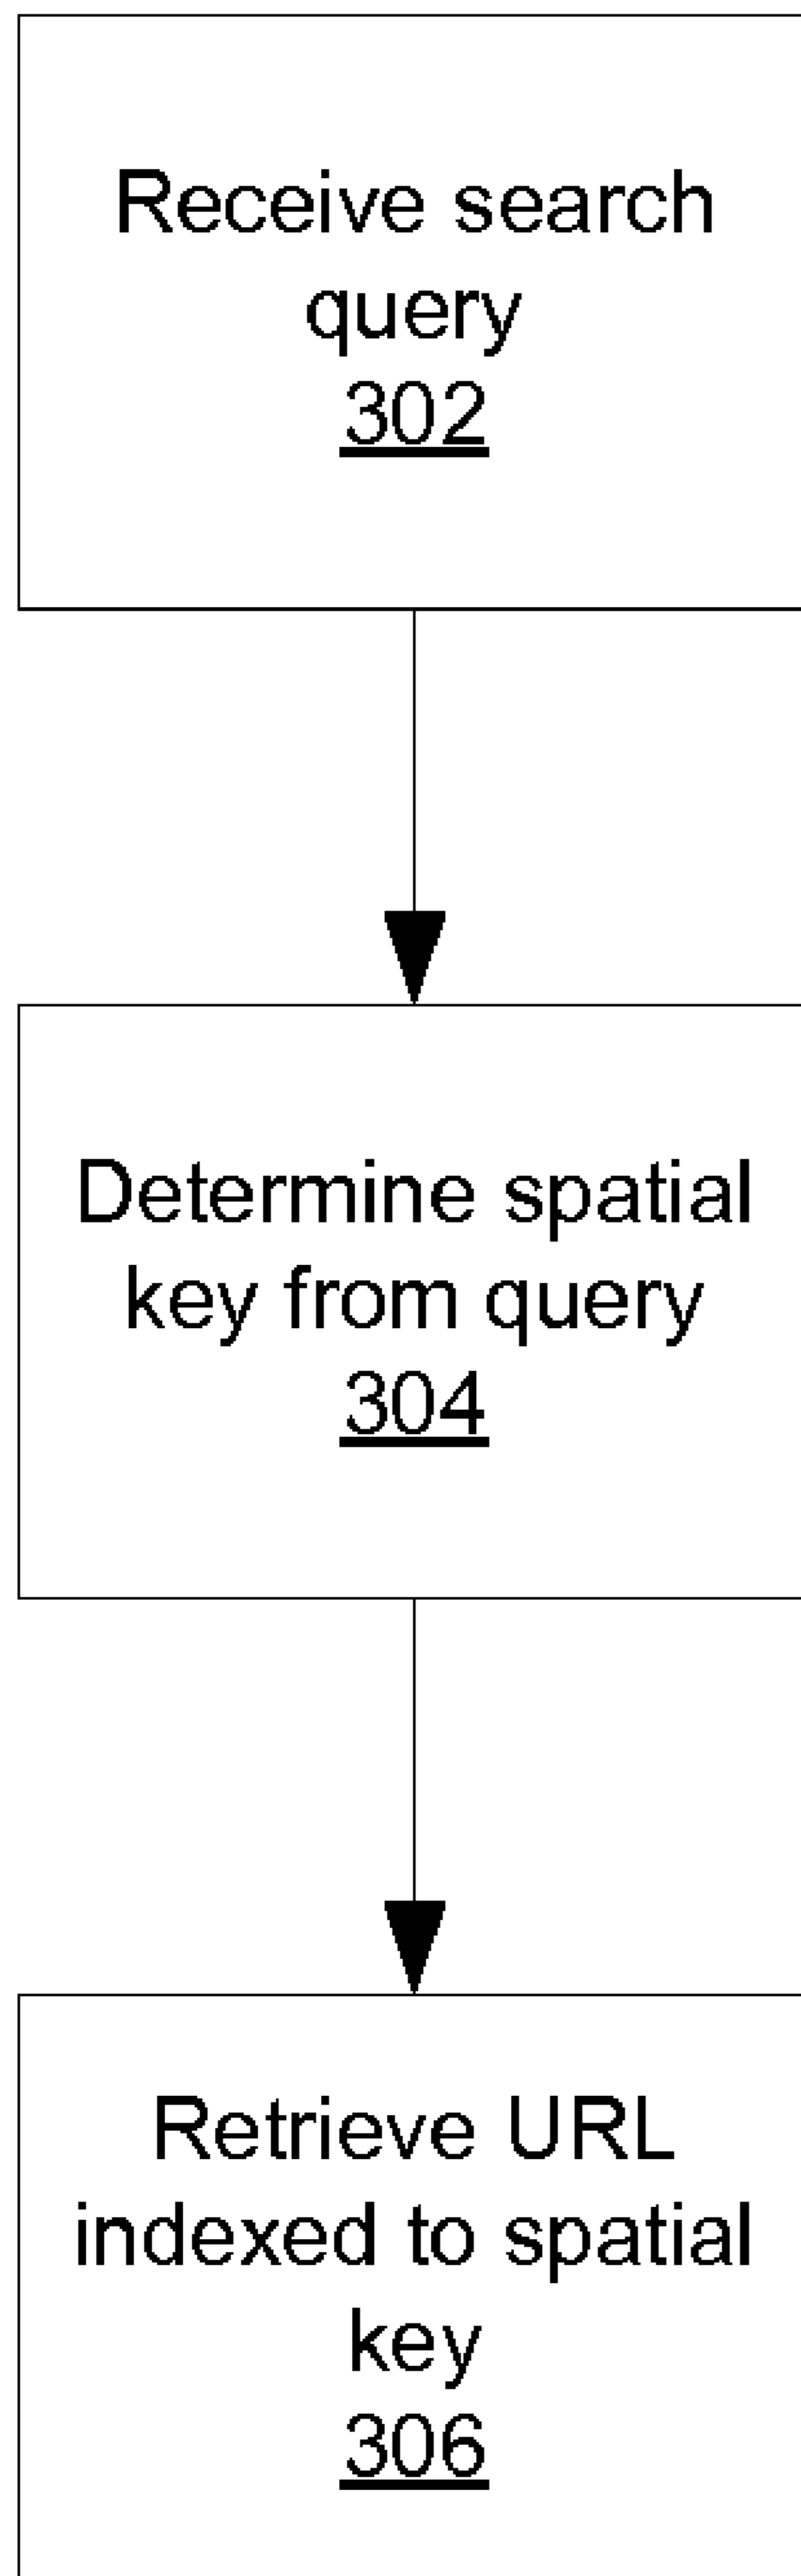 Receive search
query
302
Determine spatial
key from query
304
Retrieve URL
indexed to spatial
key
306